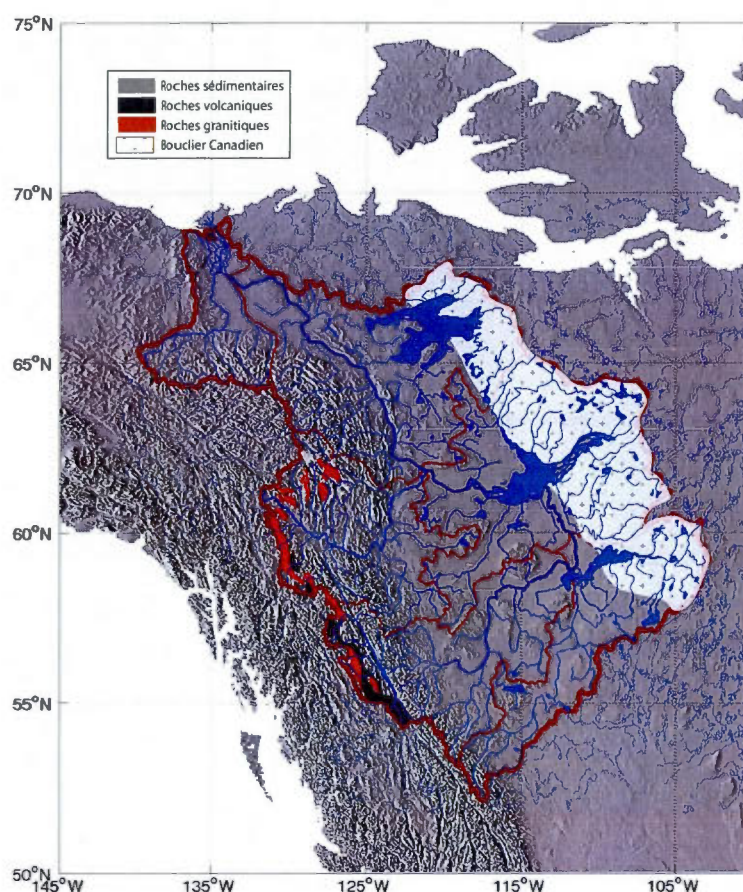 75°N
Roches sédimentaires
Roches volcaniques
Roches granitiques
Bouclier Canadien
70°N
65°N
60°N
55°N
50°N
145°W 135°W 125°W 115°W 105°W